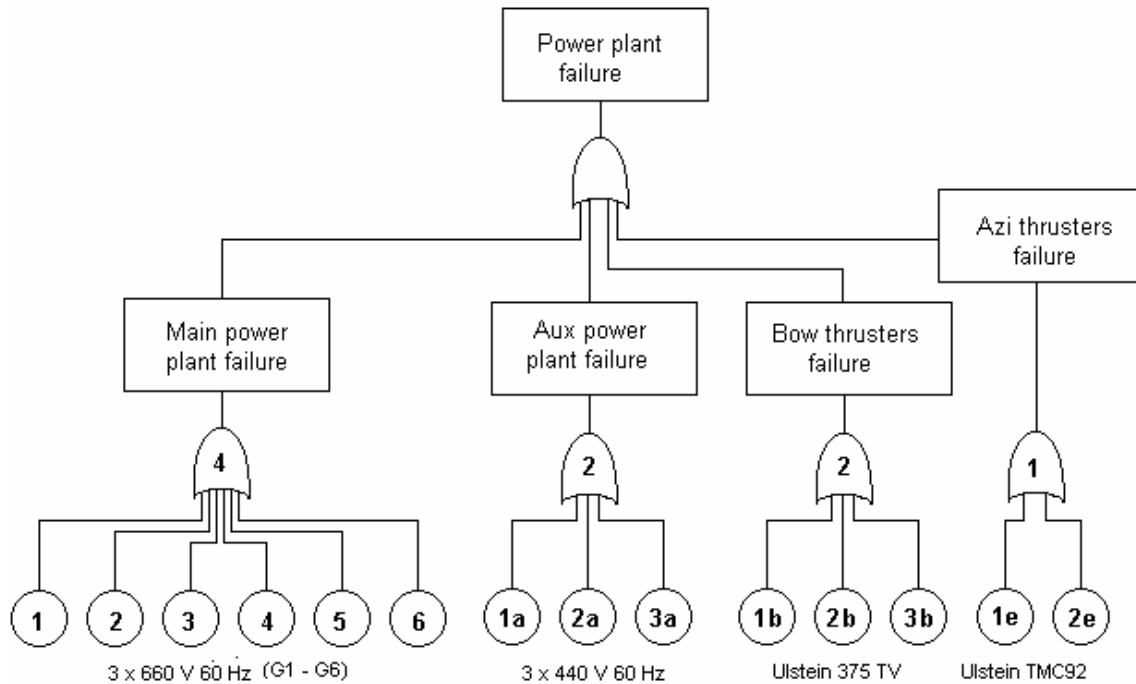 Power plant
failure
Azi thrusters
failure
Main power
plant failure
Aux power
plant failure
Bow thrusters
failure
4
2
2
1
1
2
3
4
5
6
1a
2a
3a
1b
2b
3b
1e
2e
3 x 660 V 60 Hz (G1 - G6)
3 x 440 V 60 Hz
Ulstein 375 TV
Ulstein TMC92